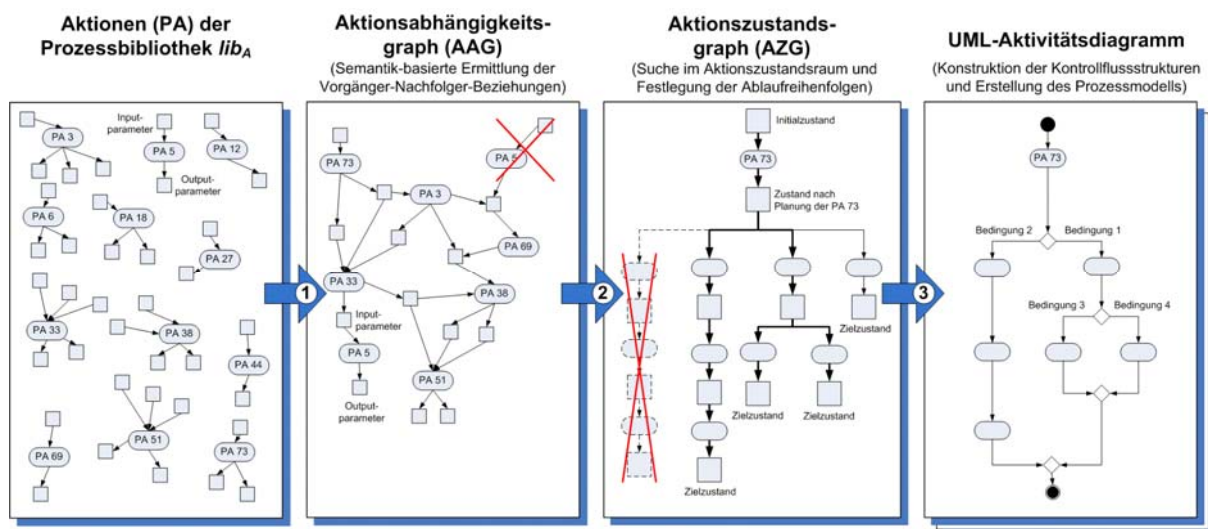 Aktionen (PA) der
Prozessbibliothek lib_A
PA 3
Input-
parameter
PA 5
PA 12
Output-
parameter
PA 6
PA 18
PA 27
PA 33
PA 38
PA 44
PA 51
PA 69
PA 73
1
Aktionsabhängigkeits-
graph (AAG)
(Semantik-basierte Ermittlung der
Vorgänger-Nachfolger-Beziehungen)
PA 73
PA 5
PA 3
PA 69
PA 33
PA 38
Input-
parameter
PA 5
PA 51
Output-
parameter
2
Aktionszustands-
graph (AZG)
(Suche im Aktionszustandsraum und
Festlegung der Ablaufreihenfolgen)
Initialzustand
PA 73
Zustand nach
Planung der PA 73
Zielzustand
Zielzustand
Zielzustand
Zielzustand
3
UML-Aktivitätsdiagramm
(Konstruktion der Kontrollflussstrukturen
und Erstellung des Prozessmodells)
PA 73
Bedingung 2
Bedingung 1
Bedingung 3
Bedingung 4